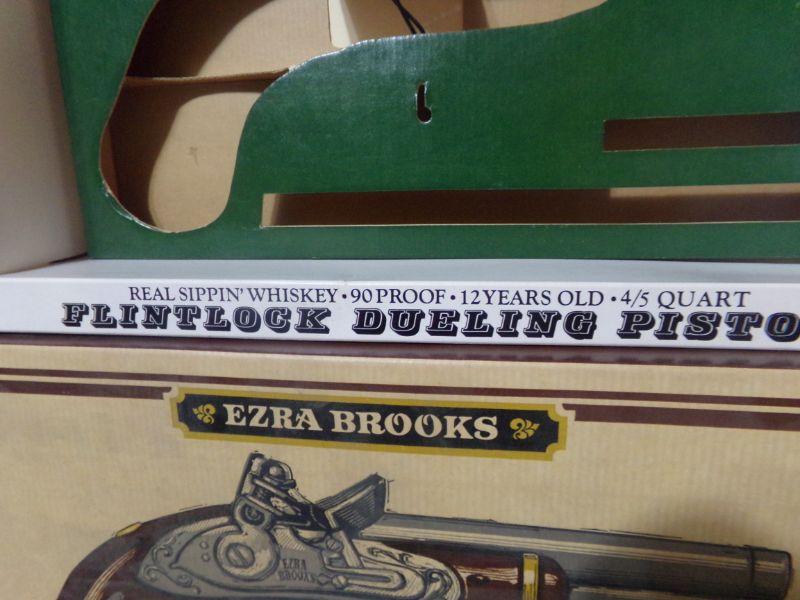 REAL SIPPIN' WHISKEY • 90 PROOF • 12 YEARS OLD • 4/5 QUART
FLINTLOCK DUELING PISTO
EZRA BROOKS
EZRA
BROOKS